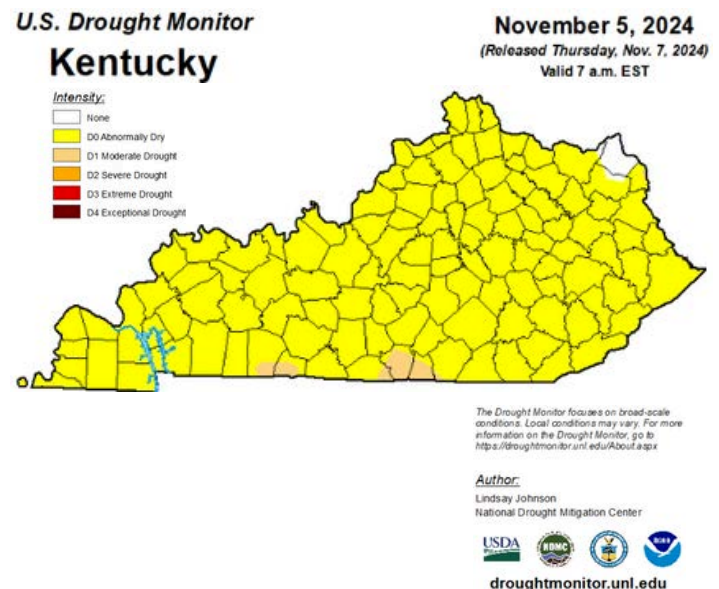 U.S. Drought Monitor
Kentucky
November 5, 2024
(Released Thursday, Nov. 7, 2024)
Valid 7 a.m. EST
Intensity:
None
D0 Abnormally Dry
D1 Moderate Drought
D2 Severe Drought
D3 Extreme Drought
D4 Exceptional Drought
The Drought Monitor focuses on broad-scale
conditions. Local conditions may vary. For more
information on the Drought Monitor, go to
https://droughtmonitor.unl.edu/About.aspx
Author:
Lindsay Johnson
National Drought Mitigation Center
USDA
NDMC
droughtmonitor.unl.edu